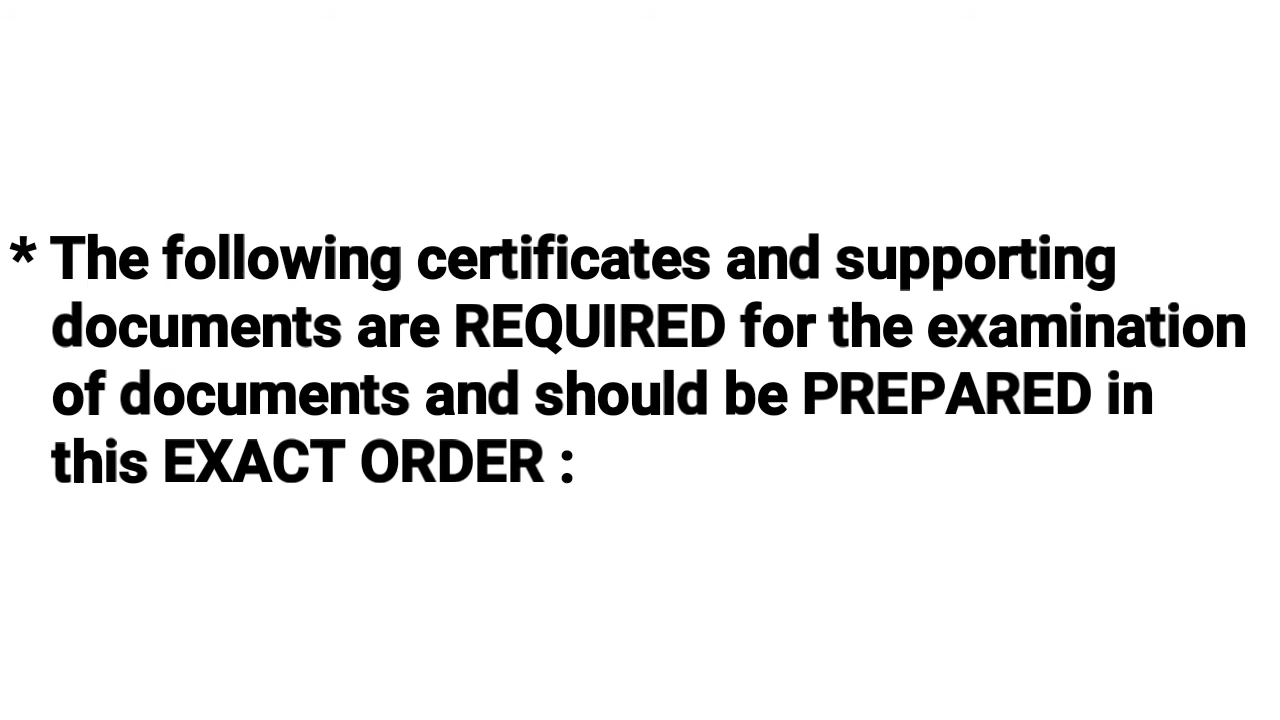 * The following certificates and supporting
documents are REQUIRED for the examination
of documents and should be PREPARED in
this EXACT ORDER :